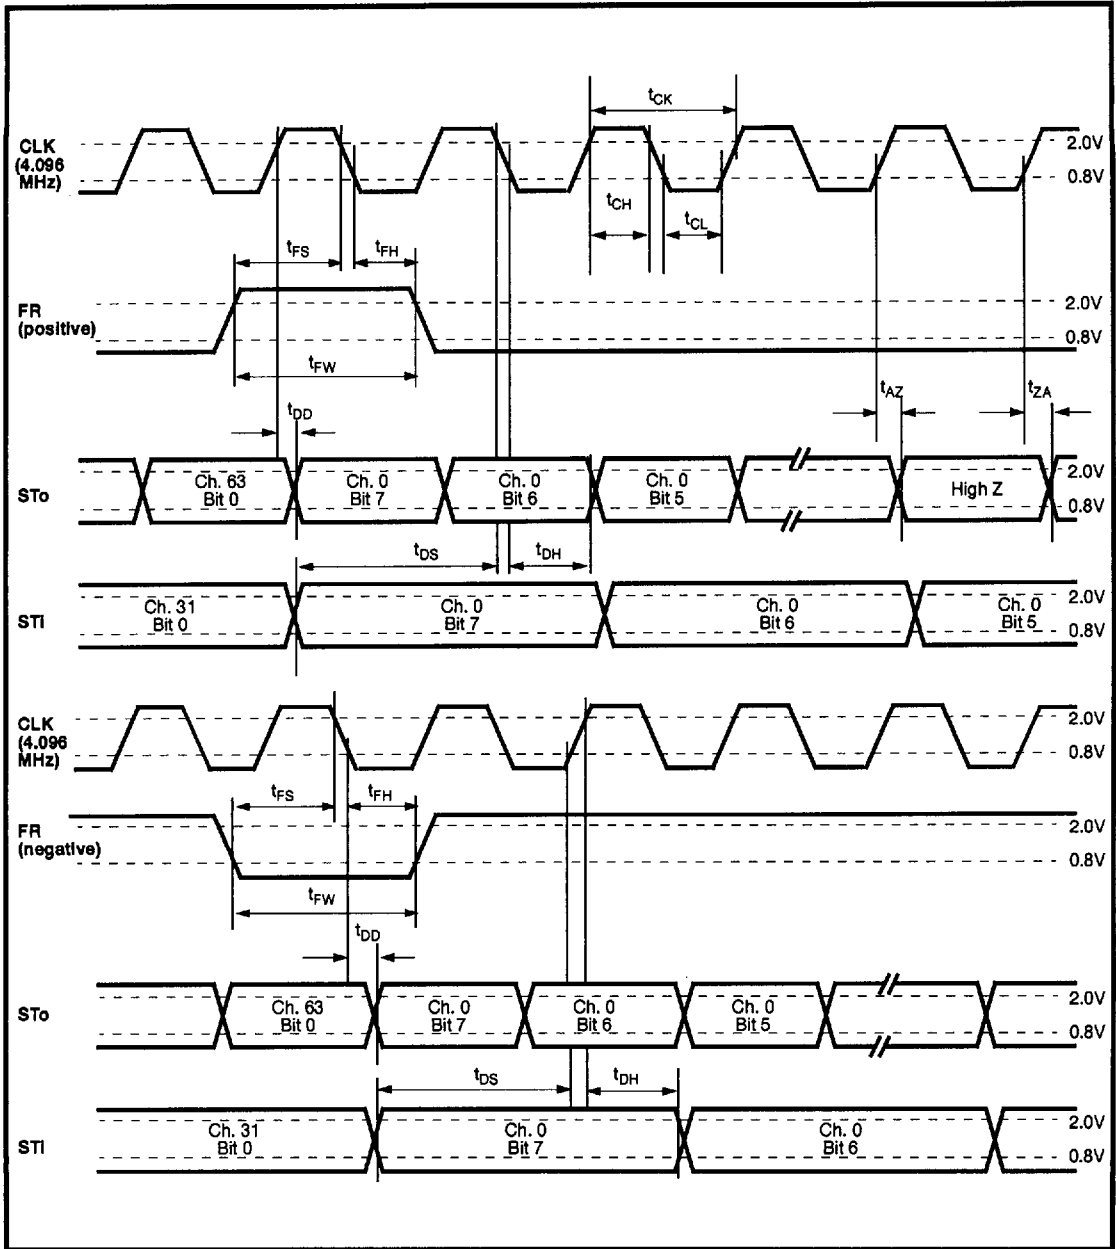 tCK
CLK
(4.096
MHz)
2.0V
0.8V
tCH
tCL
tFS
tFH
FR
(positive)
2.0V
0.8V
tFW
tDD
tAZ
tZA
STo
Ch. 63
Bit 0
Ch. 0
Bit 7
Ch. 0
Bit 6
Ch. 0
Bit 5
High Z
2.0V
0.8V
tDS
tDH
STi
Ch. 31
Bit 0
Ch. 0
Bit 7
Ch. 0
Bit 6
Ch. 0
Bit 5
2.0V
0.8V
CLK
(4.096
MHz)
2.0V
0.8V
tFS
tFH
FR
(negative)
2.0V
0.8V
tFW
tDD
STo
Ch. 63
Bit 0
Ch. 0
Bit 7
Ch. 0
Bit 6
Ch. 0
Bit 5
2.0V
0.8V
tDS
tDH
STi
Ch. 31
Bit 0
Ch. 0
Bit 7
Ch. 0
Bit 6
2.0V
0.8V